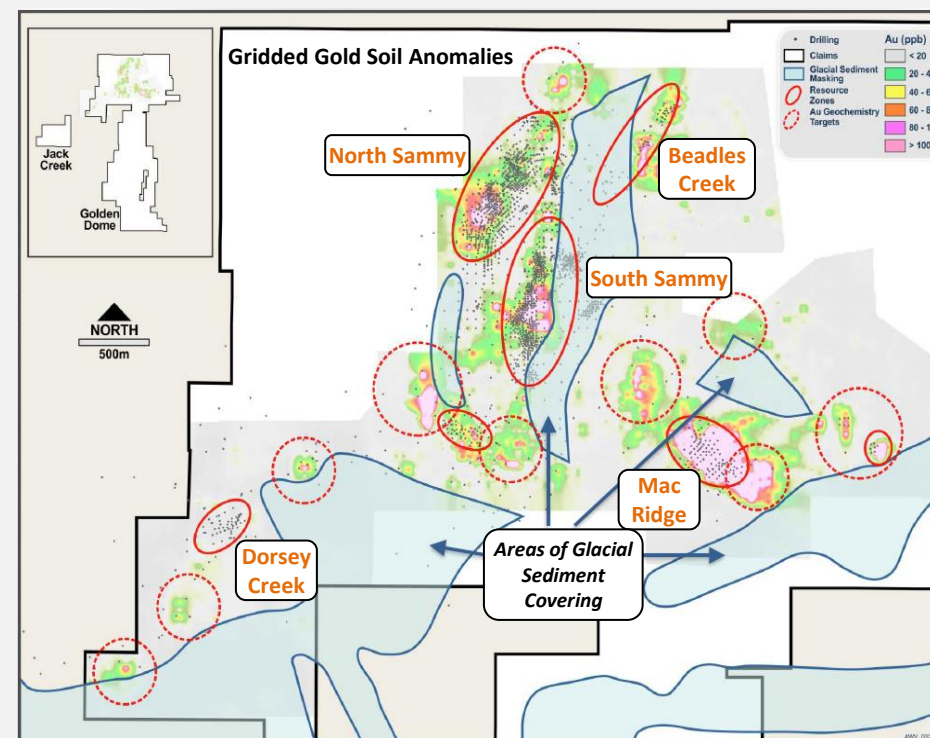 Gridded Gold Soil Anomalies
Jack
Creek
Golden
Dome
NORTH
500m
Drilling
Claims
Glacial Sediment
Masking
Resource
Zones
Au Geochemistry
Targets
Au (ppb)
< 20
20 - 4
40 - 6
60 - 8
80 - 1
> 100
North Sammy
Beadles
Creek
South Sammy
Mac
Ridge
Dorsey
Creek
Areas of Glacial
Sediment
Covering